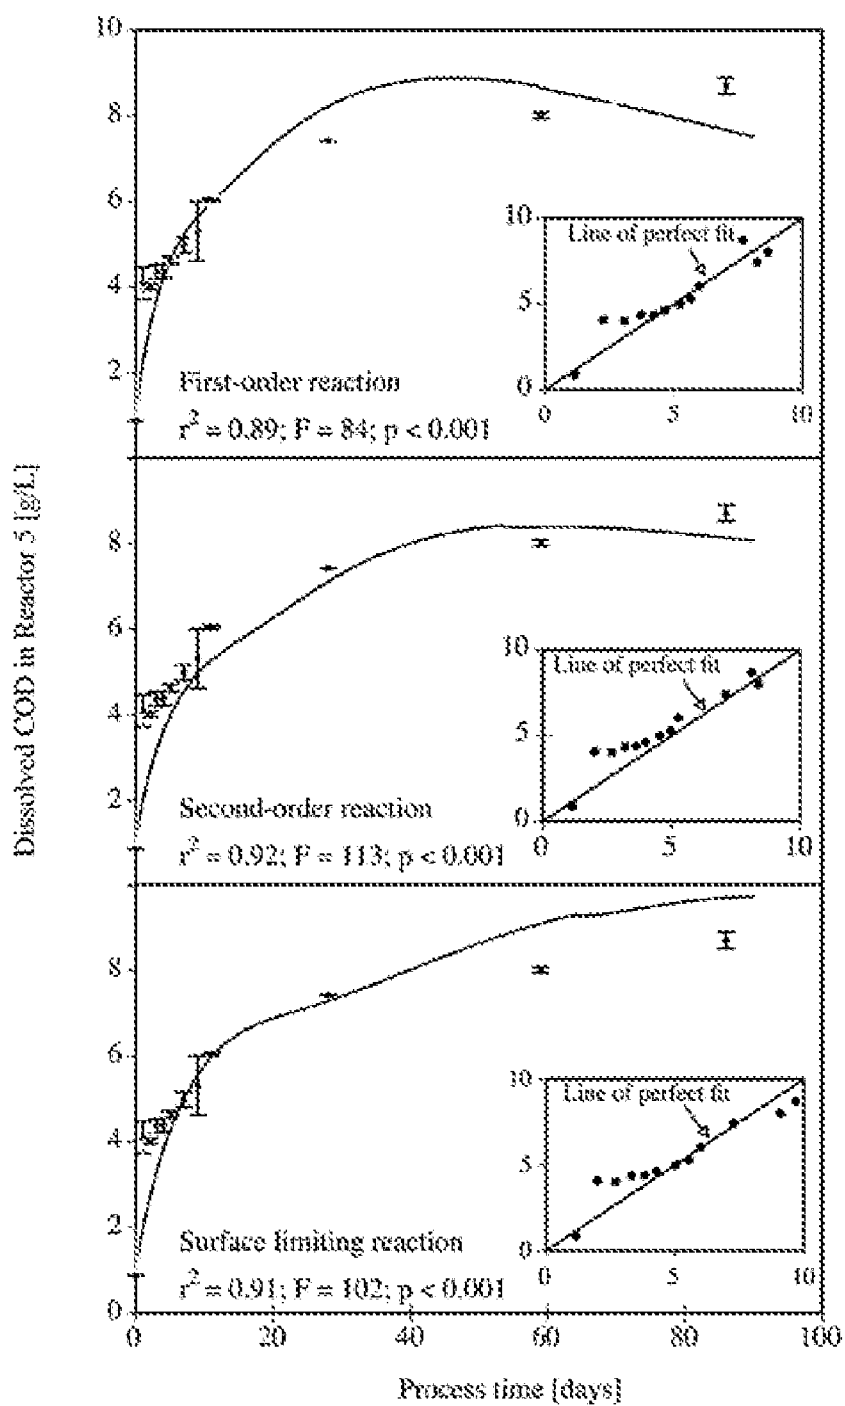 Dissolved COD in Reactor 5 [g/L]
10
8
6
4
2
10
5
0
0 5 10
Line of perfect fit
First-order reaction
r² = 0.89; F = 84; p < 0.001
8
6
4
2
10
5
0
0 5 10
Line of perfect fit
Second-order reaction
r² = 0.92; F = 113; p < 0.001
8
6
4
2
0
10
5
0
0 5 10
Line of perfect fit
Surface limiting reaction
r² = 0.91; F = 102; p < 0.001
0 20 40 60 80 100
Process time [days]